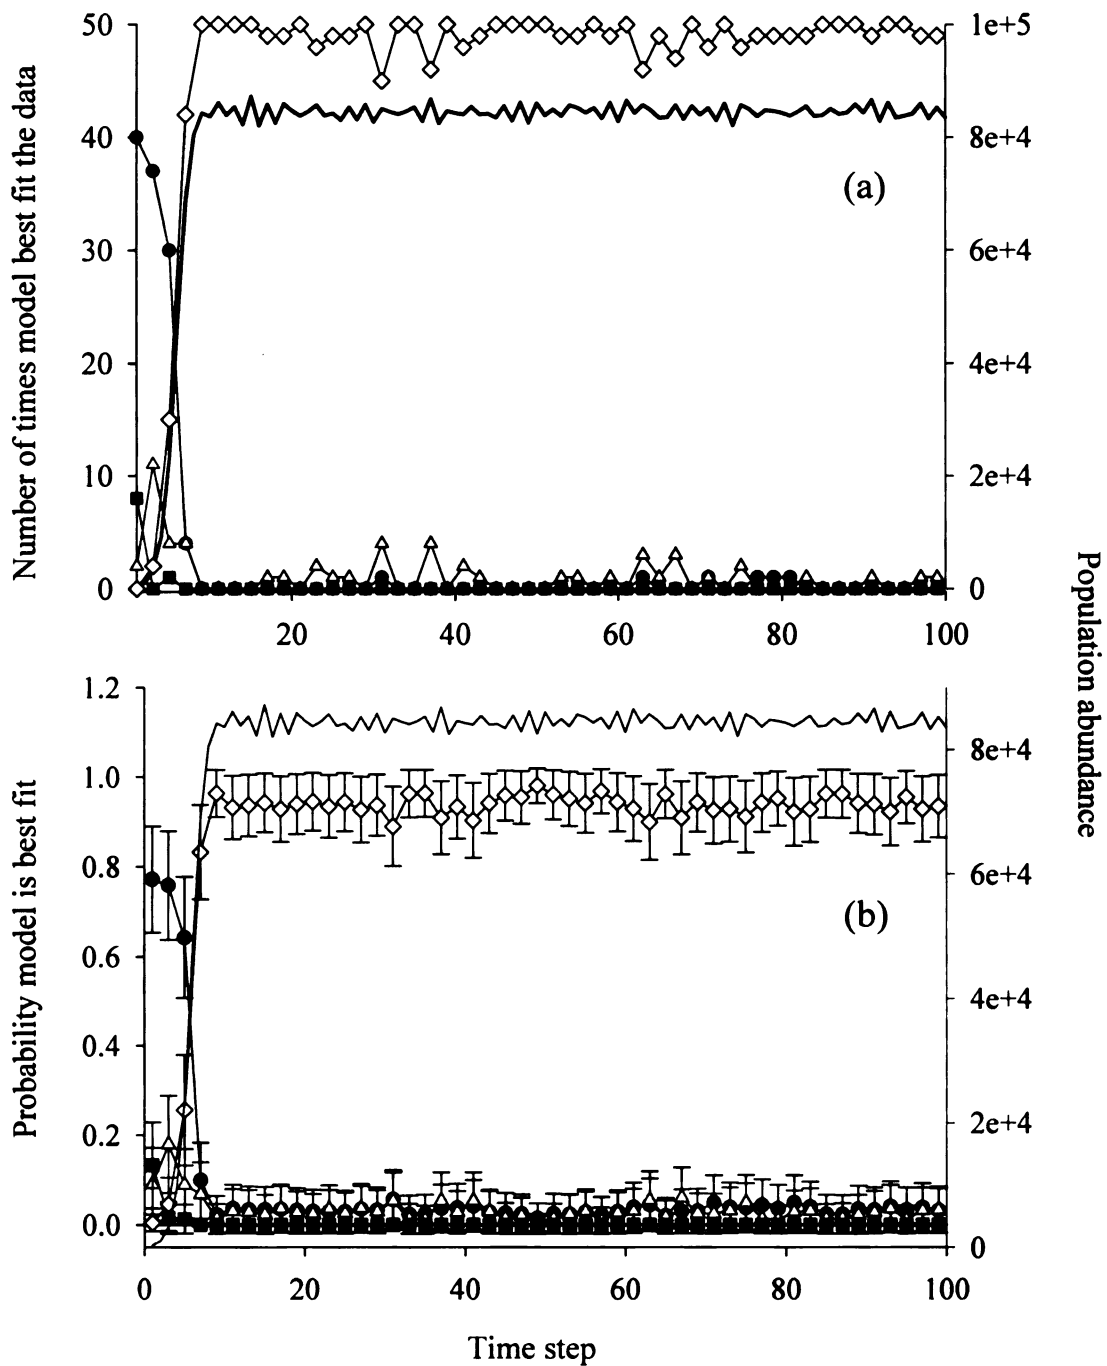 Number of times model best fit the data
50
40
30
20
10
0
1e+5
8e+4
6e+4
4e+4
2e+4
0
(a)
20 40 60 80 100
Population abundance
Probability model is best fit
1.2
1.0
0.8
0.6
0.4
0.2
0.0
8e+4
6e+4
4e+4
2e+4
0
(b)
0 20 40 60 80 100
Time step